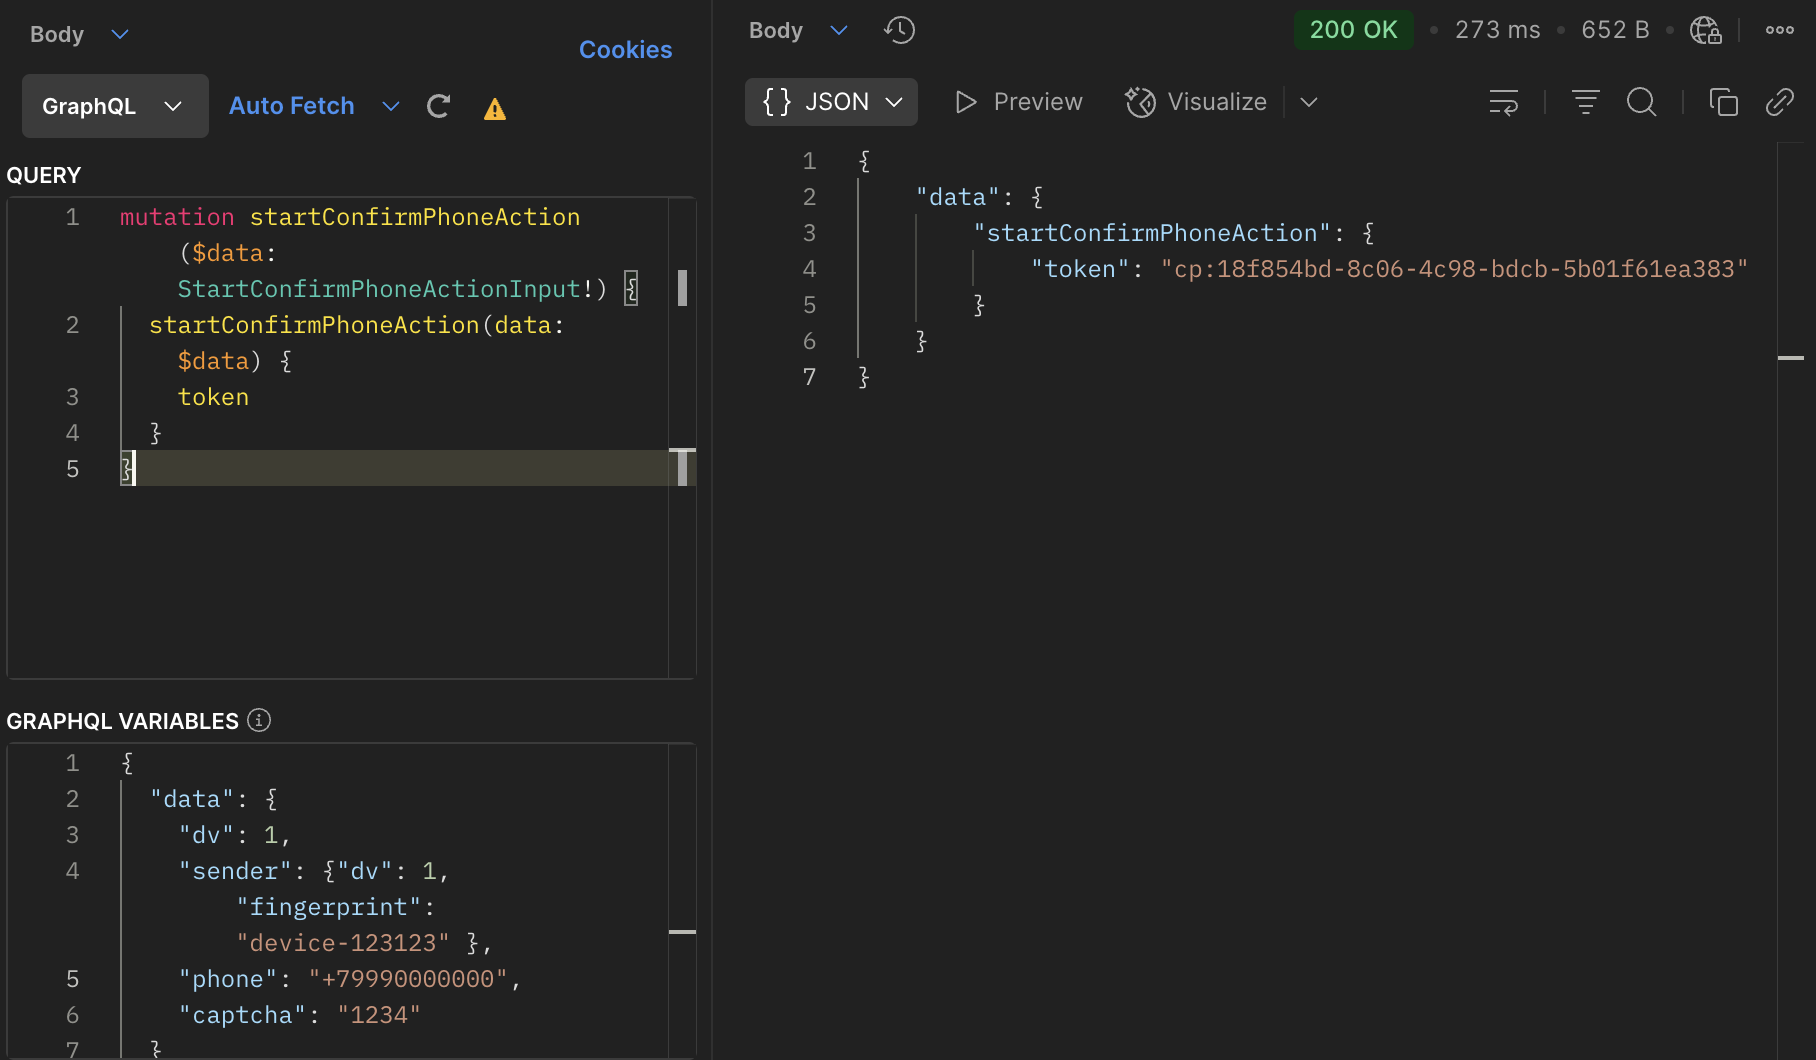 Body
Cookies
GraphQL
Auto Fetch
QUERY
1 mutation startConfirmPhoneAction
($data:
StartConfirmPhoneActionInput!) {
2 startConfirmPhoneAction(data:
$data) {
3 token
4 }
5 }
GRAPHQL VARIABLES
1 {
2 "data": {
3 "dv": 1,
4 "sender": {"dv": 1,
"fingerprint":
"device-123123" },
5 "phone": "+79990000000",
6 "captcha": "1234"
7 }
Body
200 OK • 273 ms • 652 B
{} JSON
Preview
Visualize
1 {
2 "data": {
3 "startConfirmPhoneAction": {
4 "token": "cp:18f854bd-8c06-4c98-bdcb-5b01f61ea383"
5 }
6 }
7 }